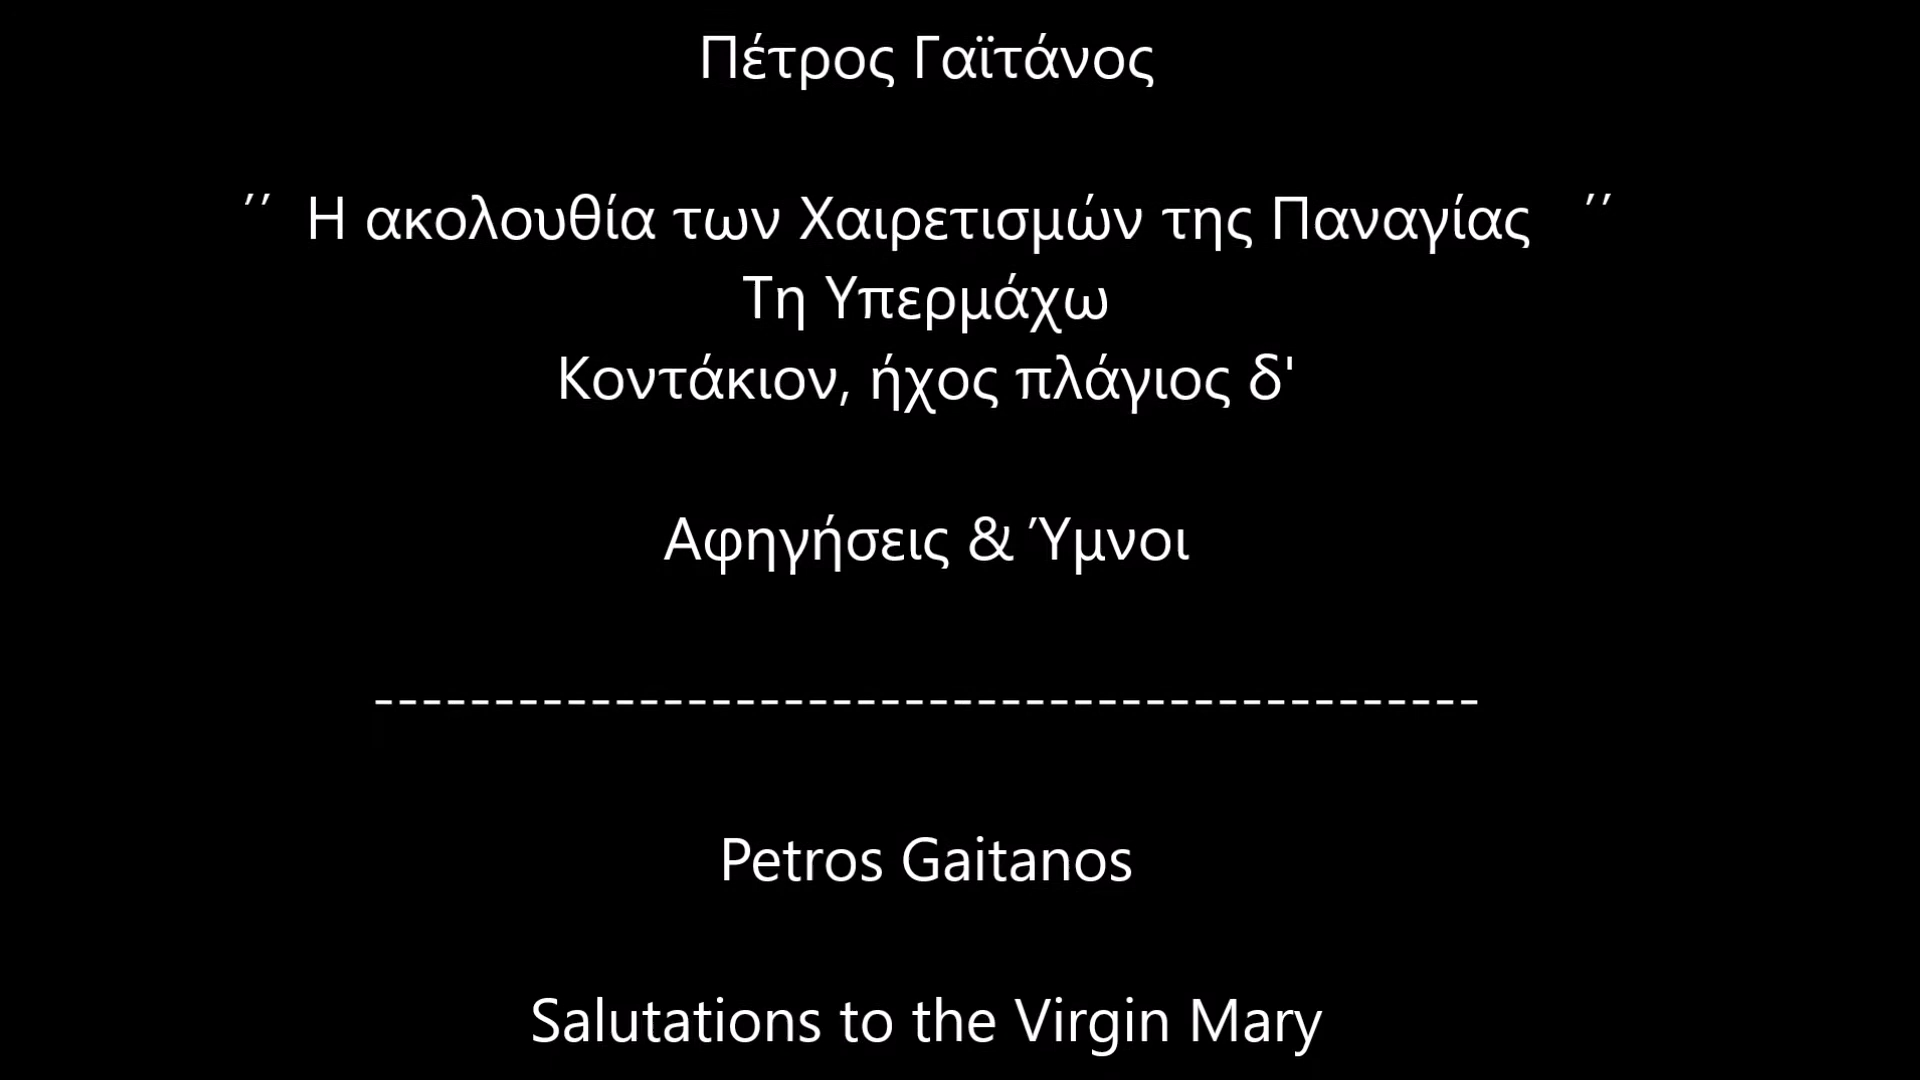 Πέτρος Γαϊτάνος
΄΄ Η ακολουθία των Χαιρετισμών της Παναγίας ΄΄
Τη Υπερμάχω
Κοντάκιον, ήχος πλάγιος δ'
Αφηγήσεις & Ύμνοι
----------------------------------------------
Petros Gaitanos
Salutations to the Virgin Mary